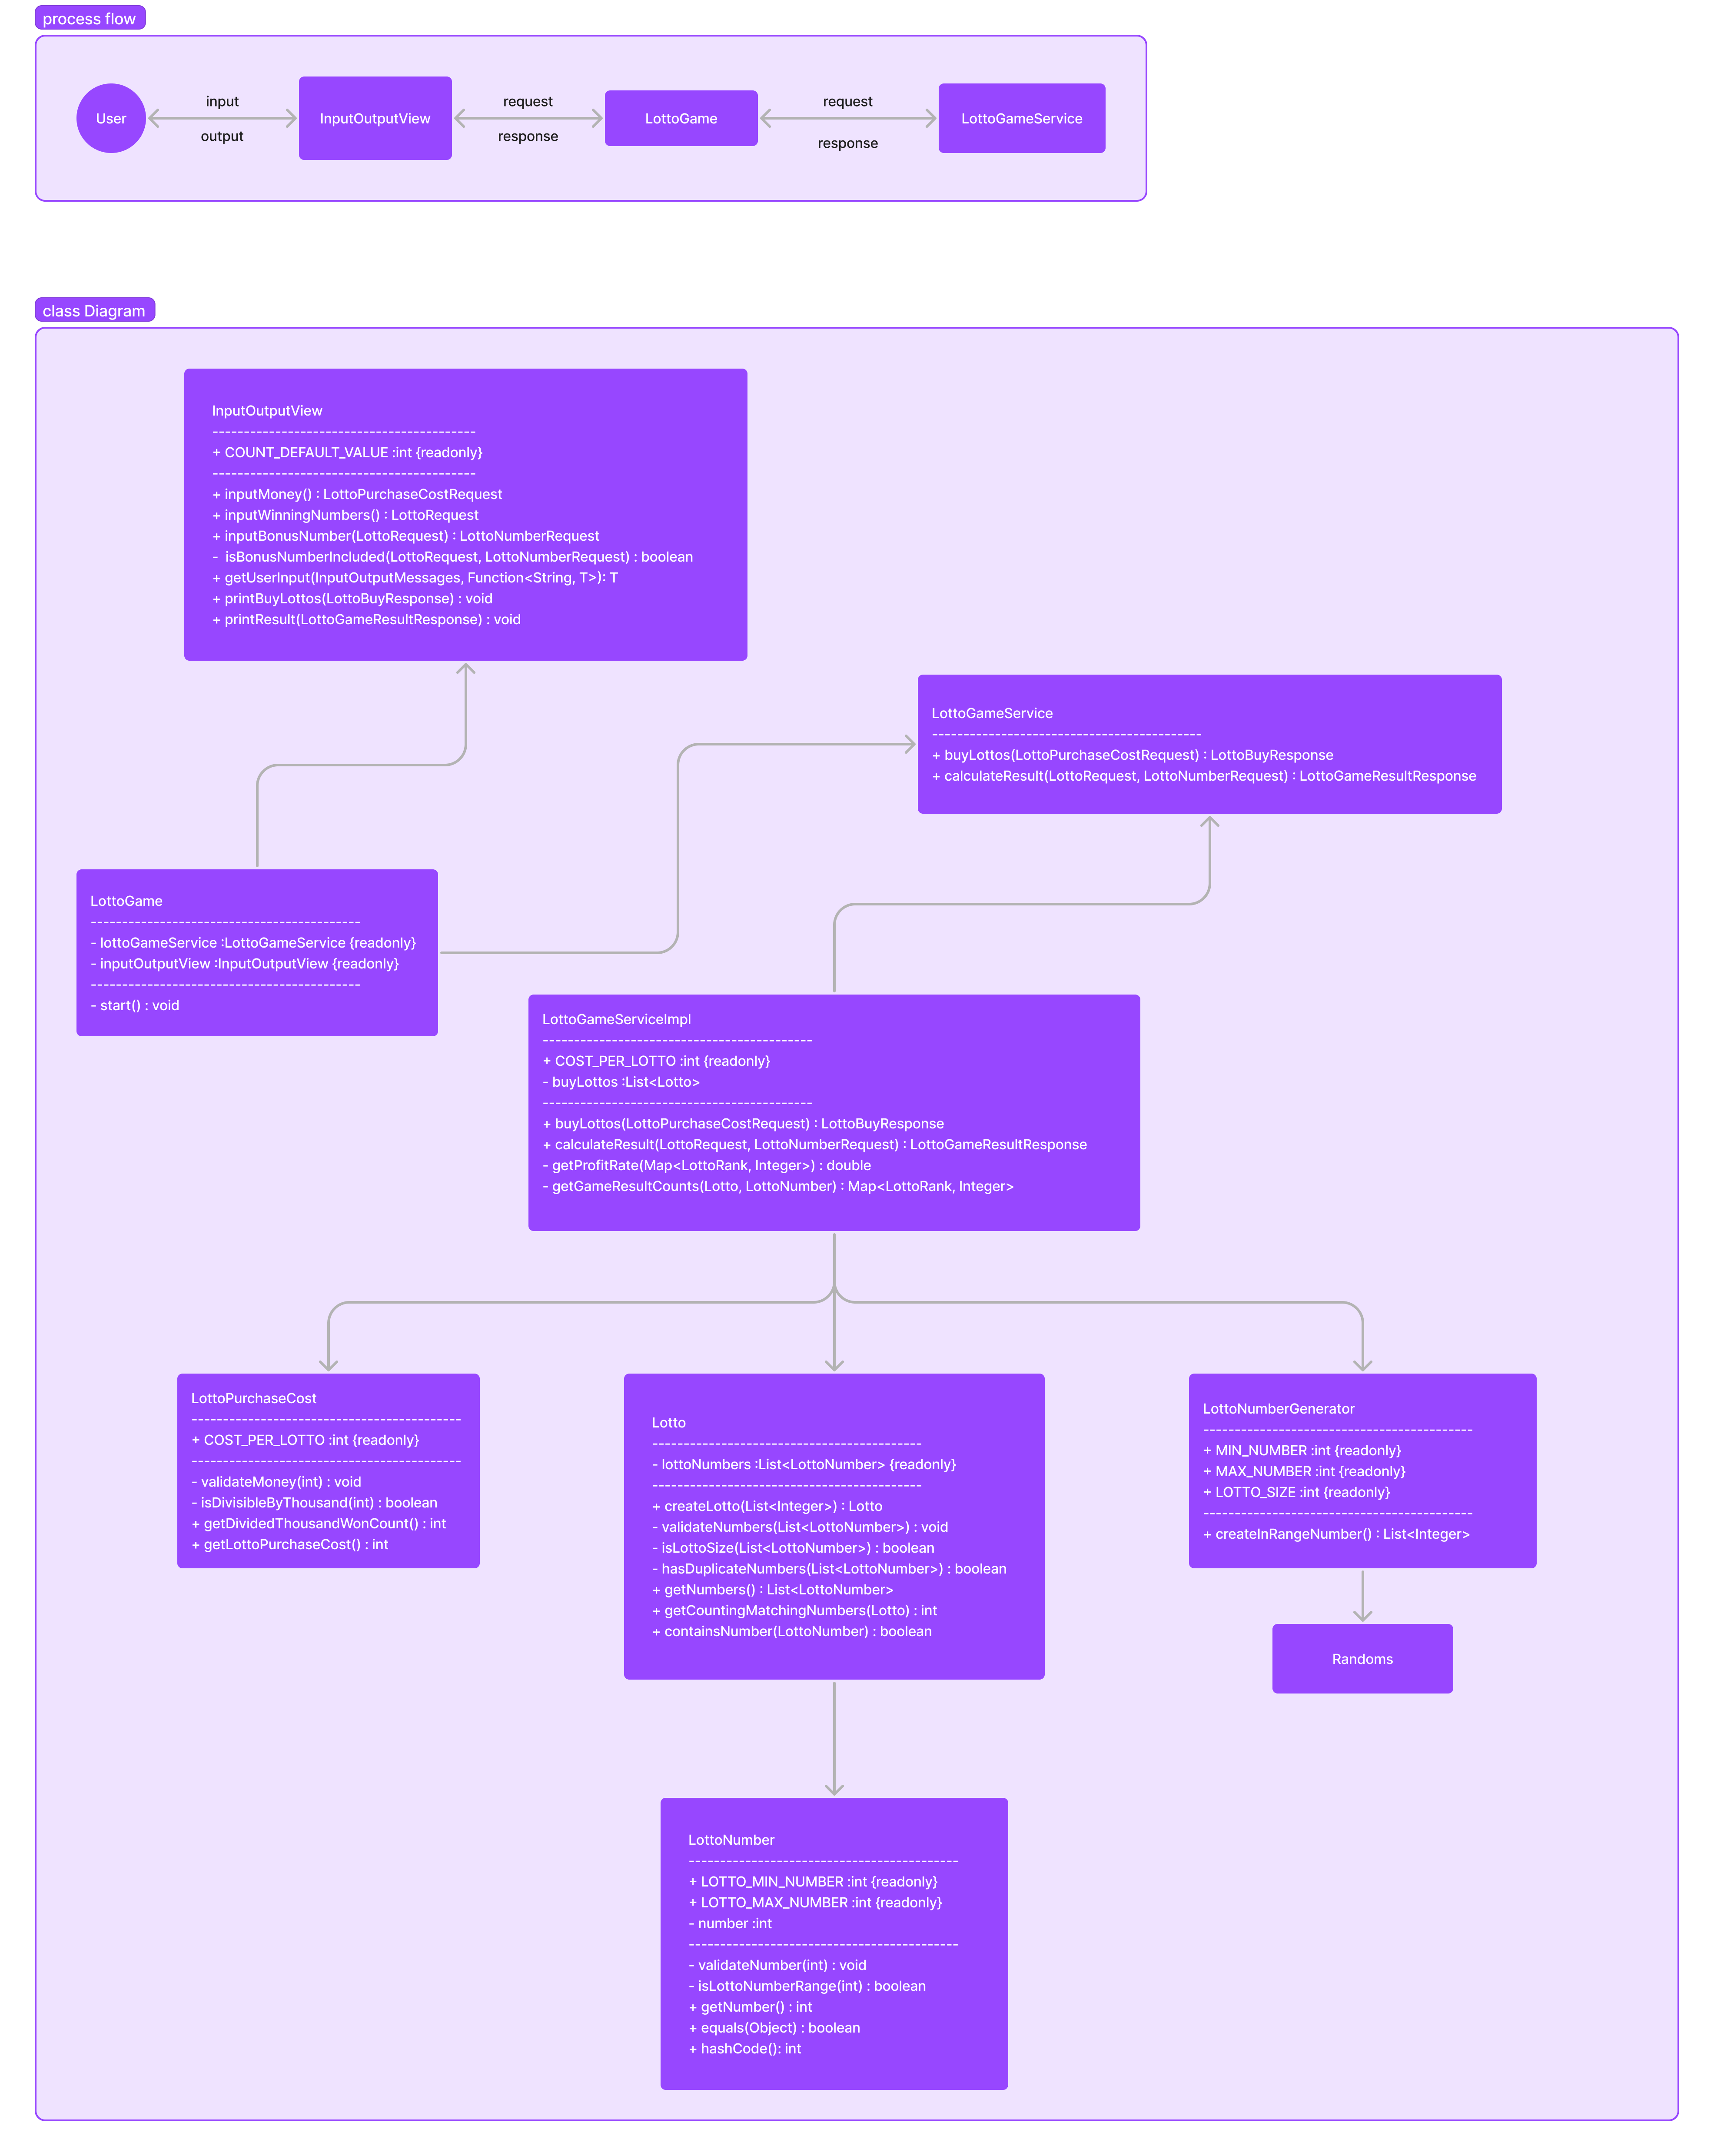 process flow
User
input
output
InputOutputView
request
response
LottoGame
request
response
LottoGameService
class Diagram
InputOutputView
------------------------------------------
+ COUNT_DEFAULT_VALUE :int {readonly}
------------------------------------------
+ inputMoney() : LottoPurchaseCostRequest
+ inputWinningNumbers() : LottoRequest
+ inputBonusNumber(LottoRequest) : LottoNumberRequest
-  isBonusNumberIncluded(LottoRequest, LottoNumberRequest) : boolean
+ getUserInput(InputOutputMessages, Function<String, T>): T
+ printBuyLottos(LottoBuyResponse) : void
+ printResult(LottoGameResultResponse) : void
LottoGameService
-------------------------------------------
+ buyLottos(LottoPurchaseCostRequest) : LottoBuyResponse
+ calculateResult(LottoRequest, LottoNumberRequest) : LottoGameResultResponse
LottoGame
-------------------------------------------
- lottoGameService :LottoGameService {readonly}
- inputOutputView :InputOutputView {readonly}
-------------------------------------------
- start() : void
LottoGameServiceImpl
-------------------------------------------
+ COST_PER_LOTTO :int {readonly}
- buyLottos :List<Lotto>
-------------------------------------------
+ buyLottos(LottoPurchaseCostRequest) : LottoBuyResponse
+ calculateResult(LottoRequest, LottoNumberRequest) : LottoGameResultResponse
- getProfitRate(Map<LottoRank, Integer>) : double
- getGameResultCounts(Lotto, LottoNumber) : Map<LottoRank, Integer>
LottoPurchaseCost
-------------------------------------------
+ COST_PER_LOTTO :int {readonly}
-------------------------------------------
- validateMoney(int) : void
- isDivisibleByThousand(int) : boolean
+ getDividedThousandWonCount() : int
+ getLottoPurchaseCost() : int
Lotto
-------------------------------------------
- lottoNumbers :List<LottoNumber> {readonly}
-------------------------------------------
+ createLotto(List<Integer>) : Lotto
- validateNumbers(List<LottoNumber>) : void
- isLottoSize(List<LottoNumber>) : boolean
- hasDuplicateNumbers(List<LottoNumber>) : boolean
+ getNumbers() : List<LottoNumber>
+ getCountingMatchingNumbers(Lotto) : int
+ containsNumber(LottoNumber) : boolean
LottoNumberGenerator
-------------------------------------------
+ MIN_NUMBER :int {readonly}
+ MAX_NUMBER :int {readonly}
+ LOTTO_SIZE :int {readonly}
-------------------------------------------
+ createInRangeNumber() : List<Integer>
Randoms
LottoNumber
-------------------------------------------
+ LOTTO_MIN_NUMBER :int {readonly}
+ LOTTO_MAX_NUMBER :int {readonly}
- number :int
-------------------------------------------
- validateNumber(int) : void
- isLottoNumberRange(int) : boolean
+ getNumber() : int
+ equals(Object) : boolean
+ hashCode(): int